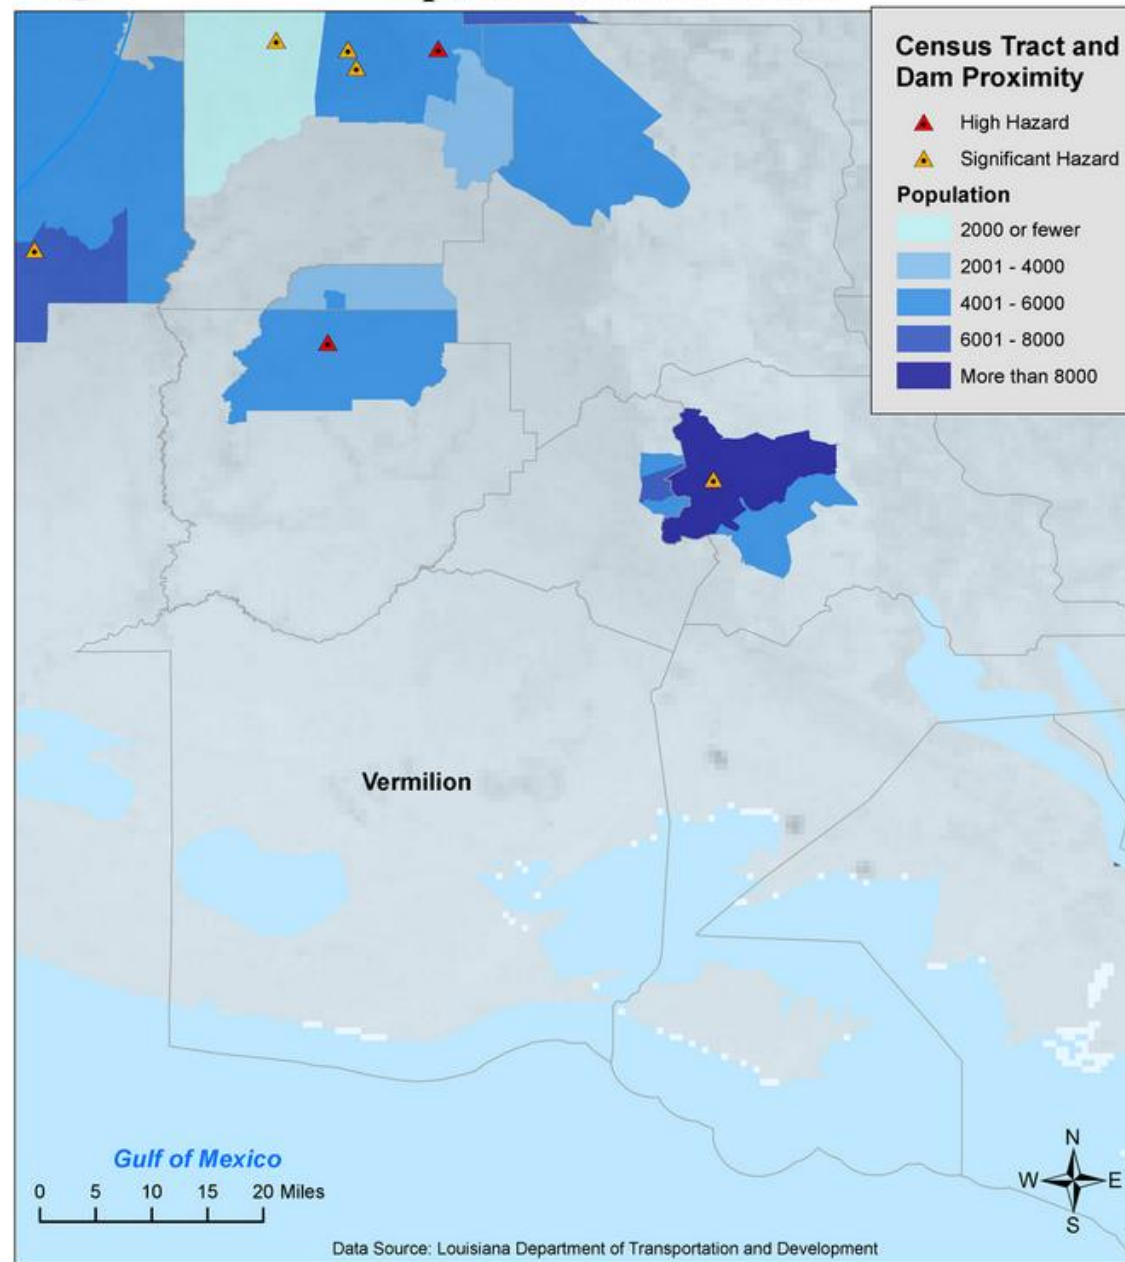 Census Tract and
Dam Proximity
High Hazard
Significant Hazard
Population
2000 or fewer
2001 - 4000
4001 - 6000
6001 - 8000
More than 8000
Vermilion
Gulf of Mexico
0 5 10 15 20 Miles
N
W E
S
Data Source: Louisiana Department of Transportation and Development